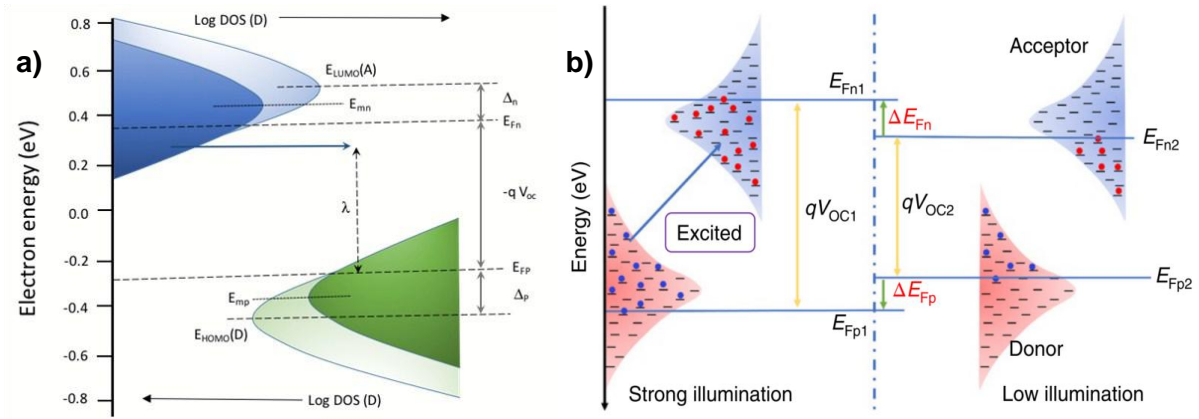 a)
Log DOS (D)
Electron energy (eV)
0.8
0.6
0.4
0.2
0.0
-0.2
-0.4
-0.6
-0.8
E_LUMO(A)
Δn
E_mn
E_Fn
-q V_oc
λ
E_FP
E_mp
Δ_P
E_HOMO(D)
Log DOS (D)
b)
Energy (eV)
Acceptor
E_Fn1
ΔE_Fn
E_Fn2
qV_OC1
qV_OC2
Excited
E_Fp2
ΔE_Fp
E_Fp1
Donor
Strong illumination
Low illumination